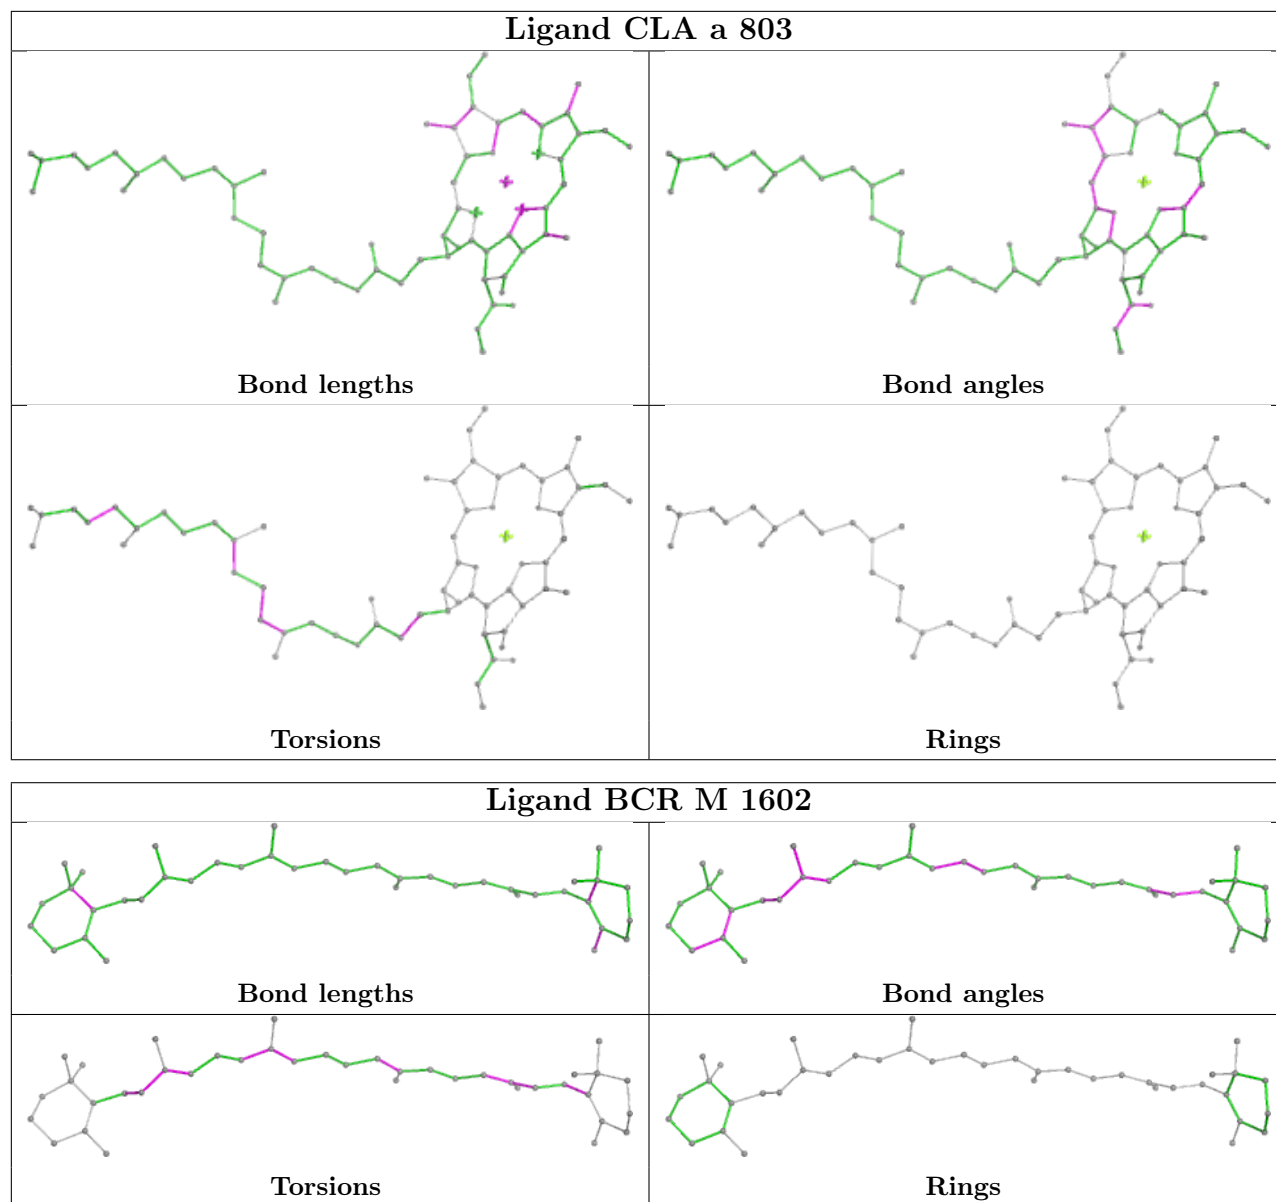 Ligand CLA a 803
Bond lengths
Bond angles
Torsions
Rings
Ligand BCR M 1602
Bond lengths
Bond angles
Torsions
Rings